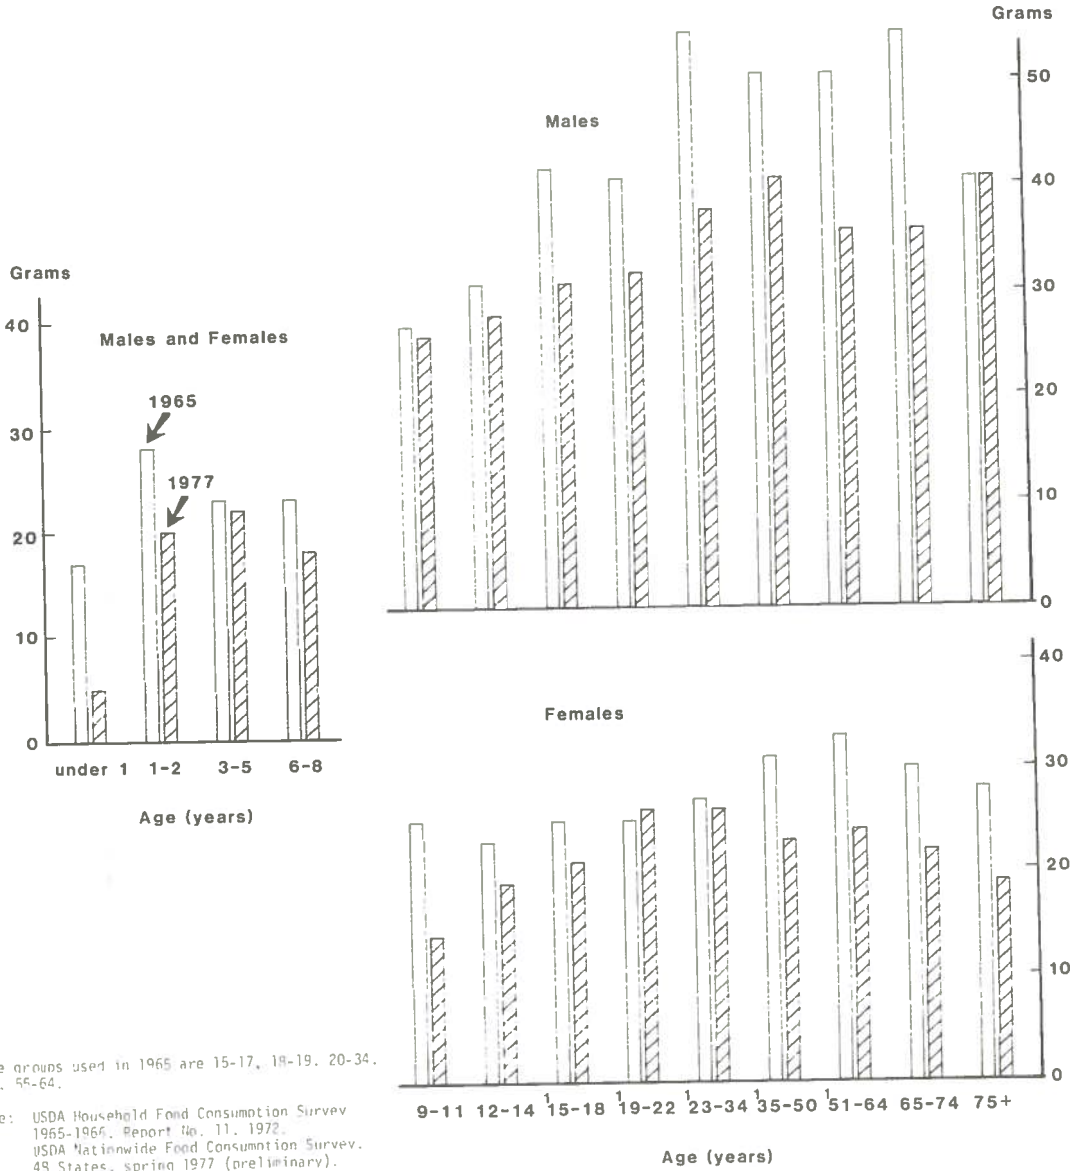 Grams
50
Males
40
30
20
10
0
Grams
40
Males and Females
1965
30
1977
20
10
0
under 1 1-2 3-5 6-8
Age (years)
40
Females
30
20
10
0
1 1 1 1 1
9-11 12-14 15-18 19-22 23-34 35-50 51-64 65-74 75+
Age (years)
groups used in 1965 are 15-17, 18-19. 20-34.
55-64.
USDA Household Food Consumption Survey
1965-1966. Report No. 11. 1972.
USDA Nationwide Food Consumption Survey.
48 States, spring 1977 (preliminary).